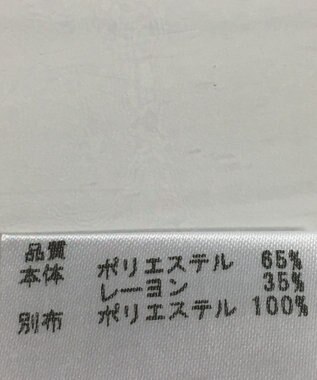 品質
本体 ポリエステル 65%
レーヨン 35%
別布 ポリエステル 100%